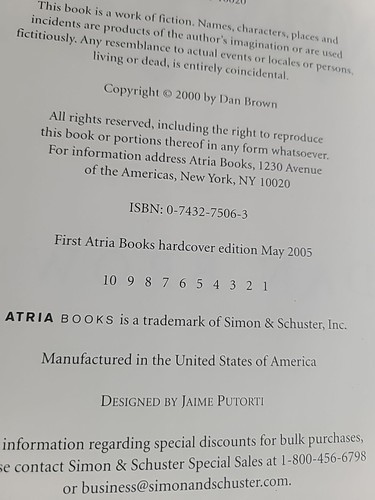 10020
This book is a work of fiction. Names, characters, places and
incidents are products of the author's imagination or are used
fictitiously. Any resemblance to actual events or locales or persons,
living or dead, is entirely coincidental.
Copyright © 2000 by Dan Brown
All rights reserved, including the right to reproduce
this book or portions thereof in any form whatsoever.
For information address Atria Books, 1230 Avenue
of the Americas, New York, NY 10020
ISBN: 0-7432-7506-3
First Atria Books hardcover edition May 2005
10 9 8 7 6 5 4 3 2 1
ATRIA BOOKS is a trademark of Simon & Schuster, Inc.
Manufactured in the United States of America
DESIGNED BY JAIME PUTORTI
information regarding special discounts for bulk purchases,
se contact Simon & Schuster Special Sales at 1-800-456-6798
or business@simonandschuster.com.